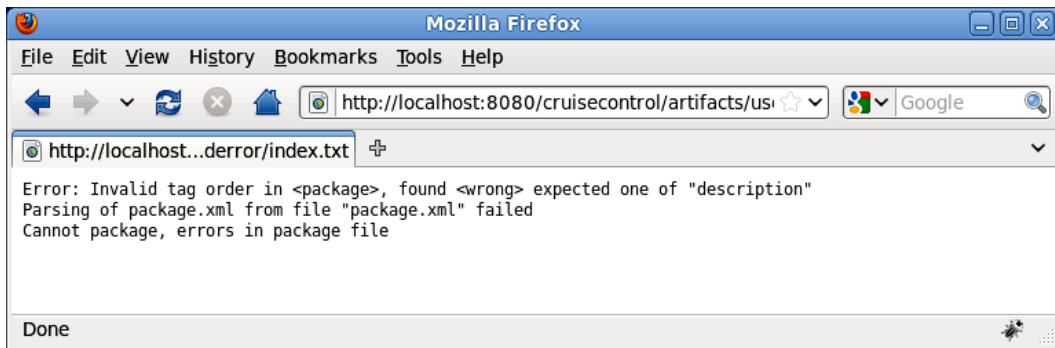 Mozilla Firefox
File Edit View History Bookmarks Tools Help
http://localhost:8080/cruisecontrol/artifacts/us Google
http://localhost...derror/index.txt
Error: Invalid tag order in <package>, found <wrong> expected one of "description"
Parsing of package.xml from file "package.xml" failed
Cannot package, errors in package file
Done